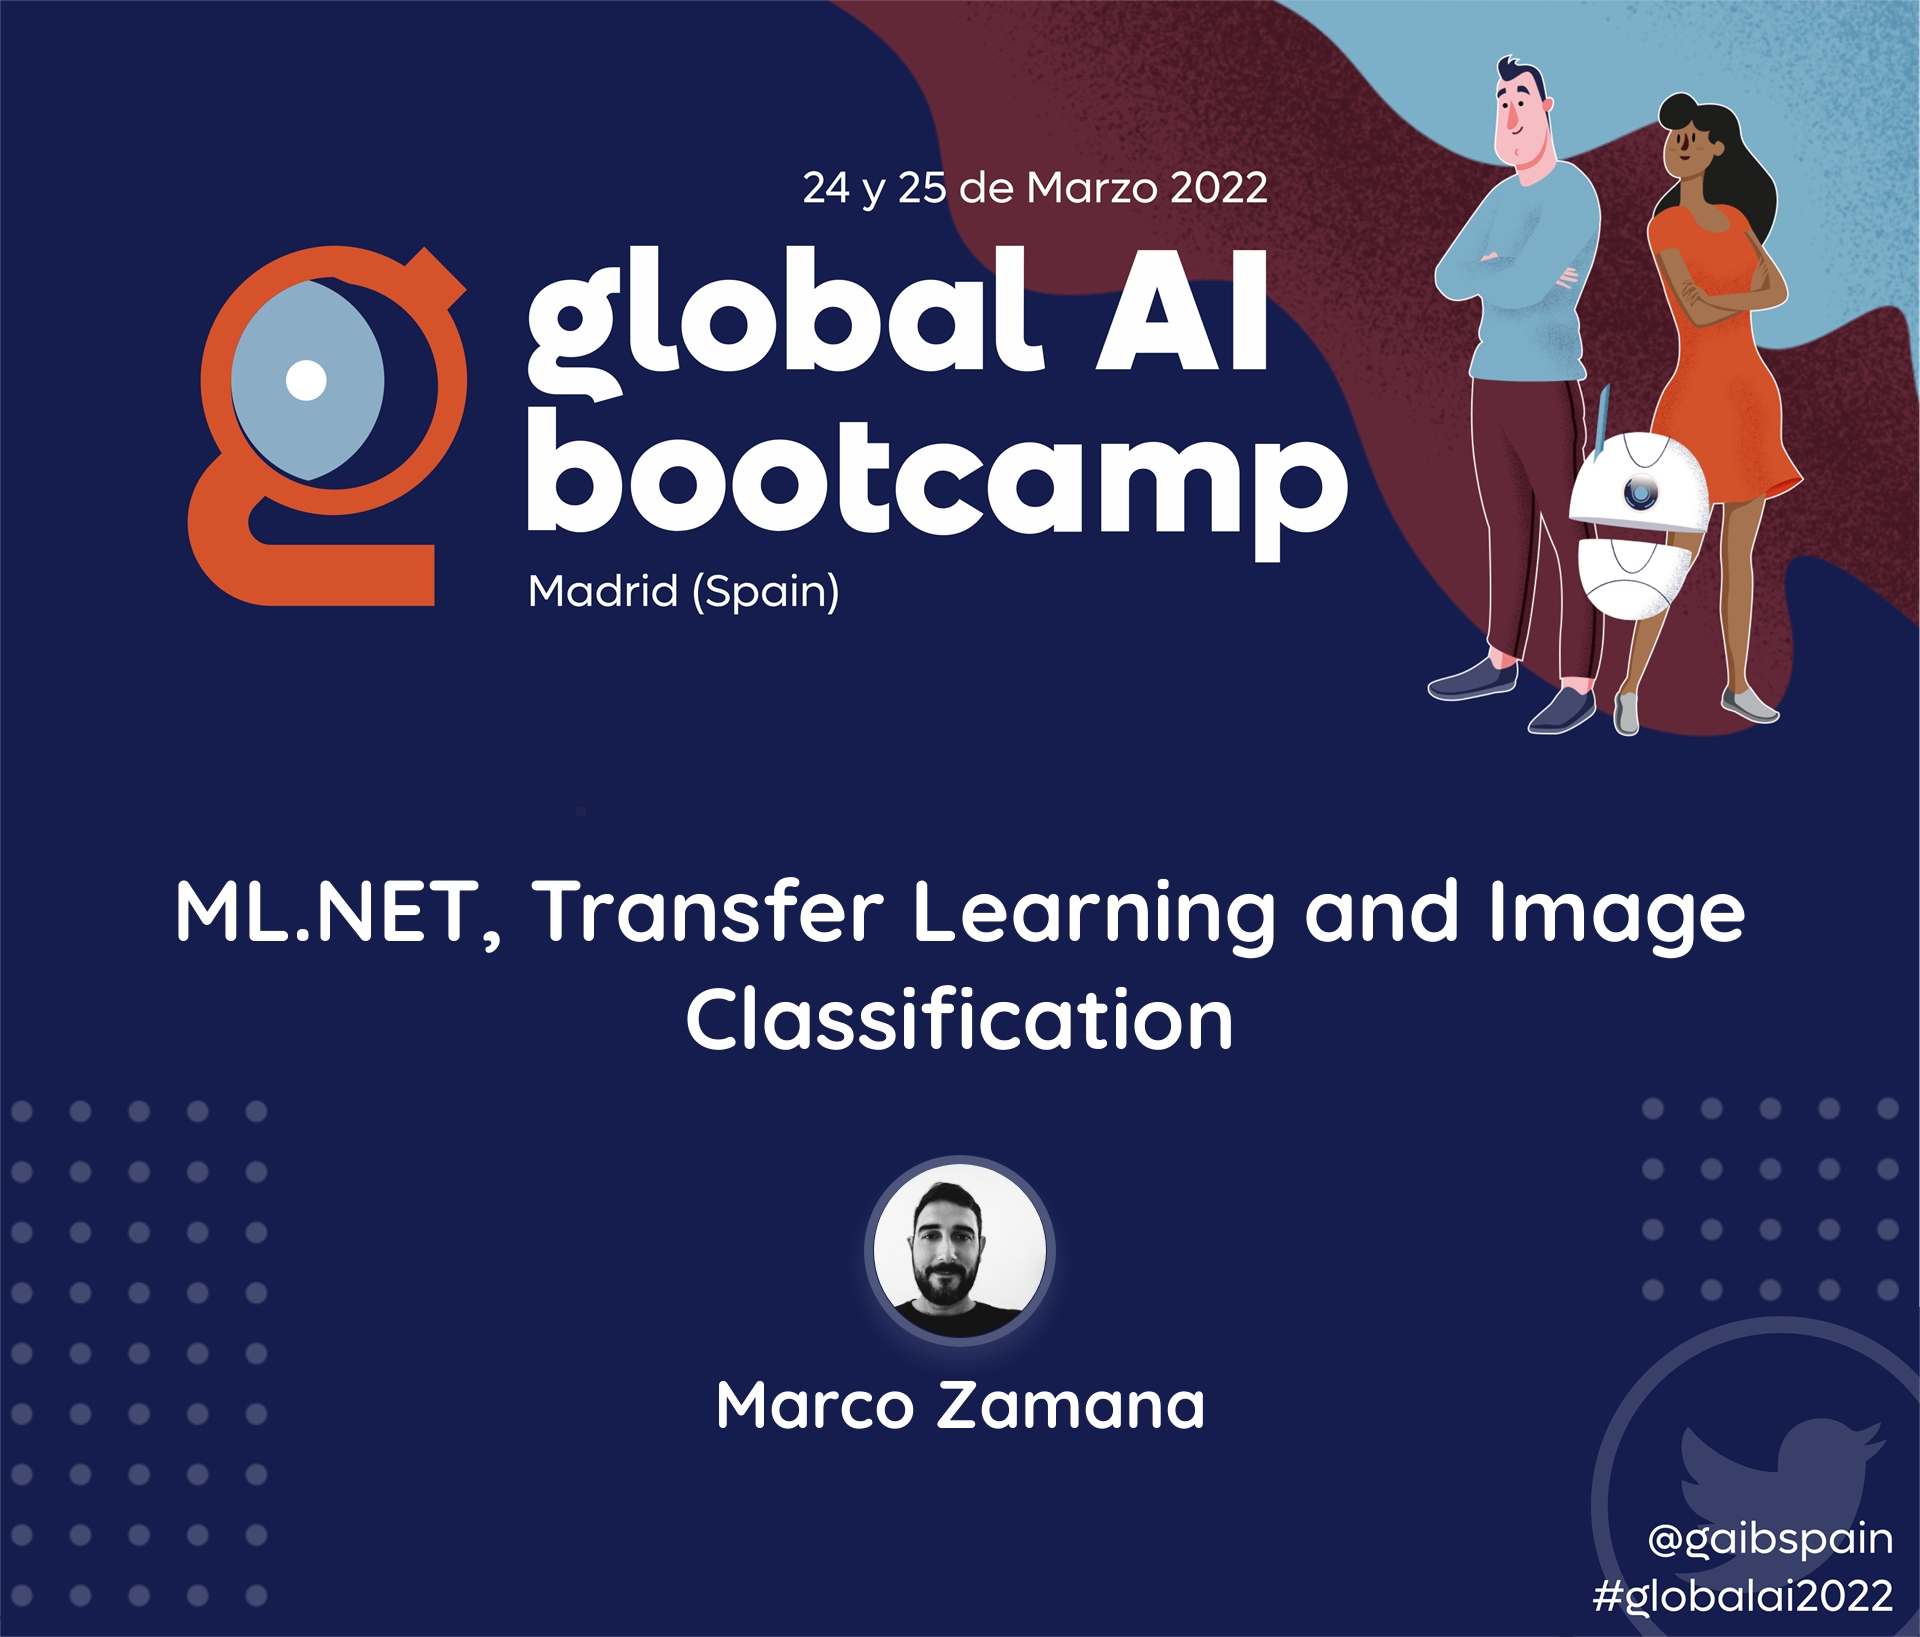 24 y 25 de Marzo 2022
global AI
bootcamp
Madrid (Spain)
ML.NET, Transfer Learning and Image
Classification
Marco Zamana
@gaibspain
#globalai2022